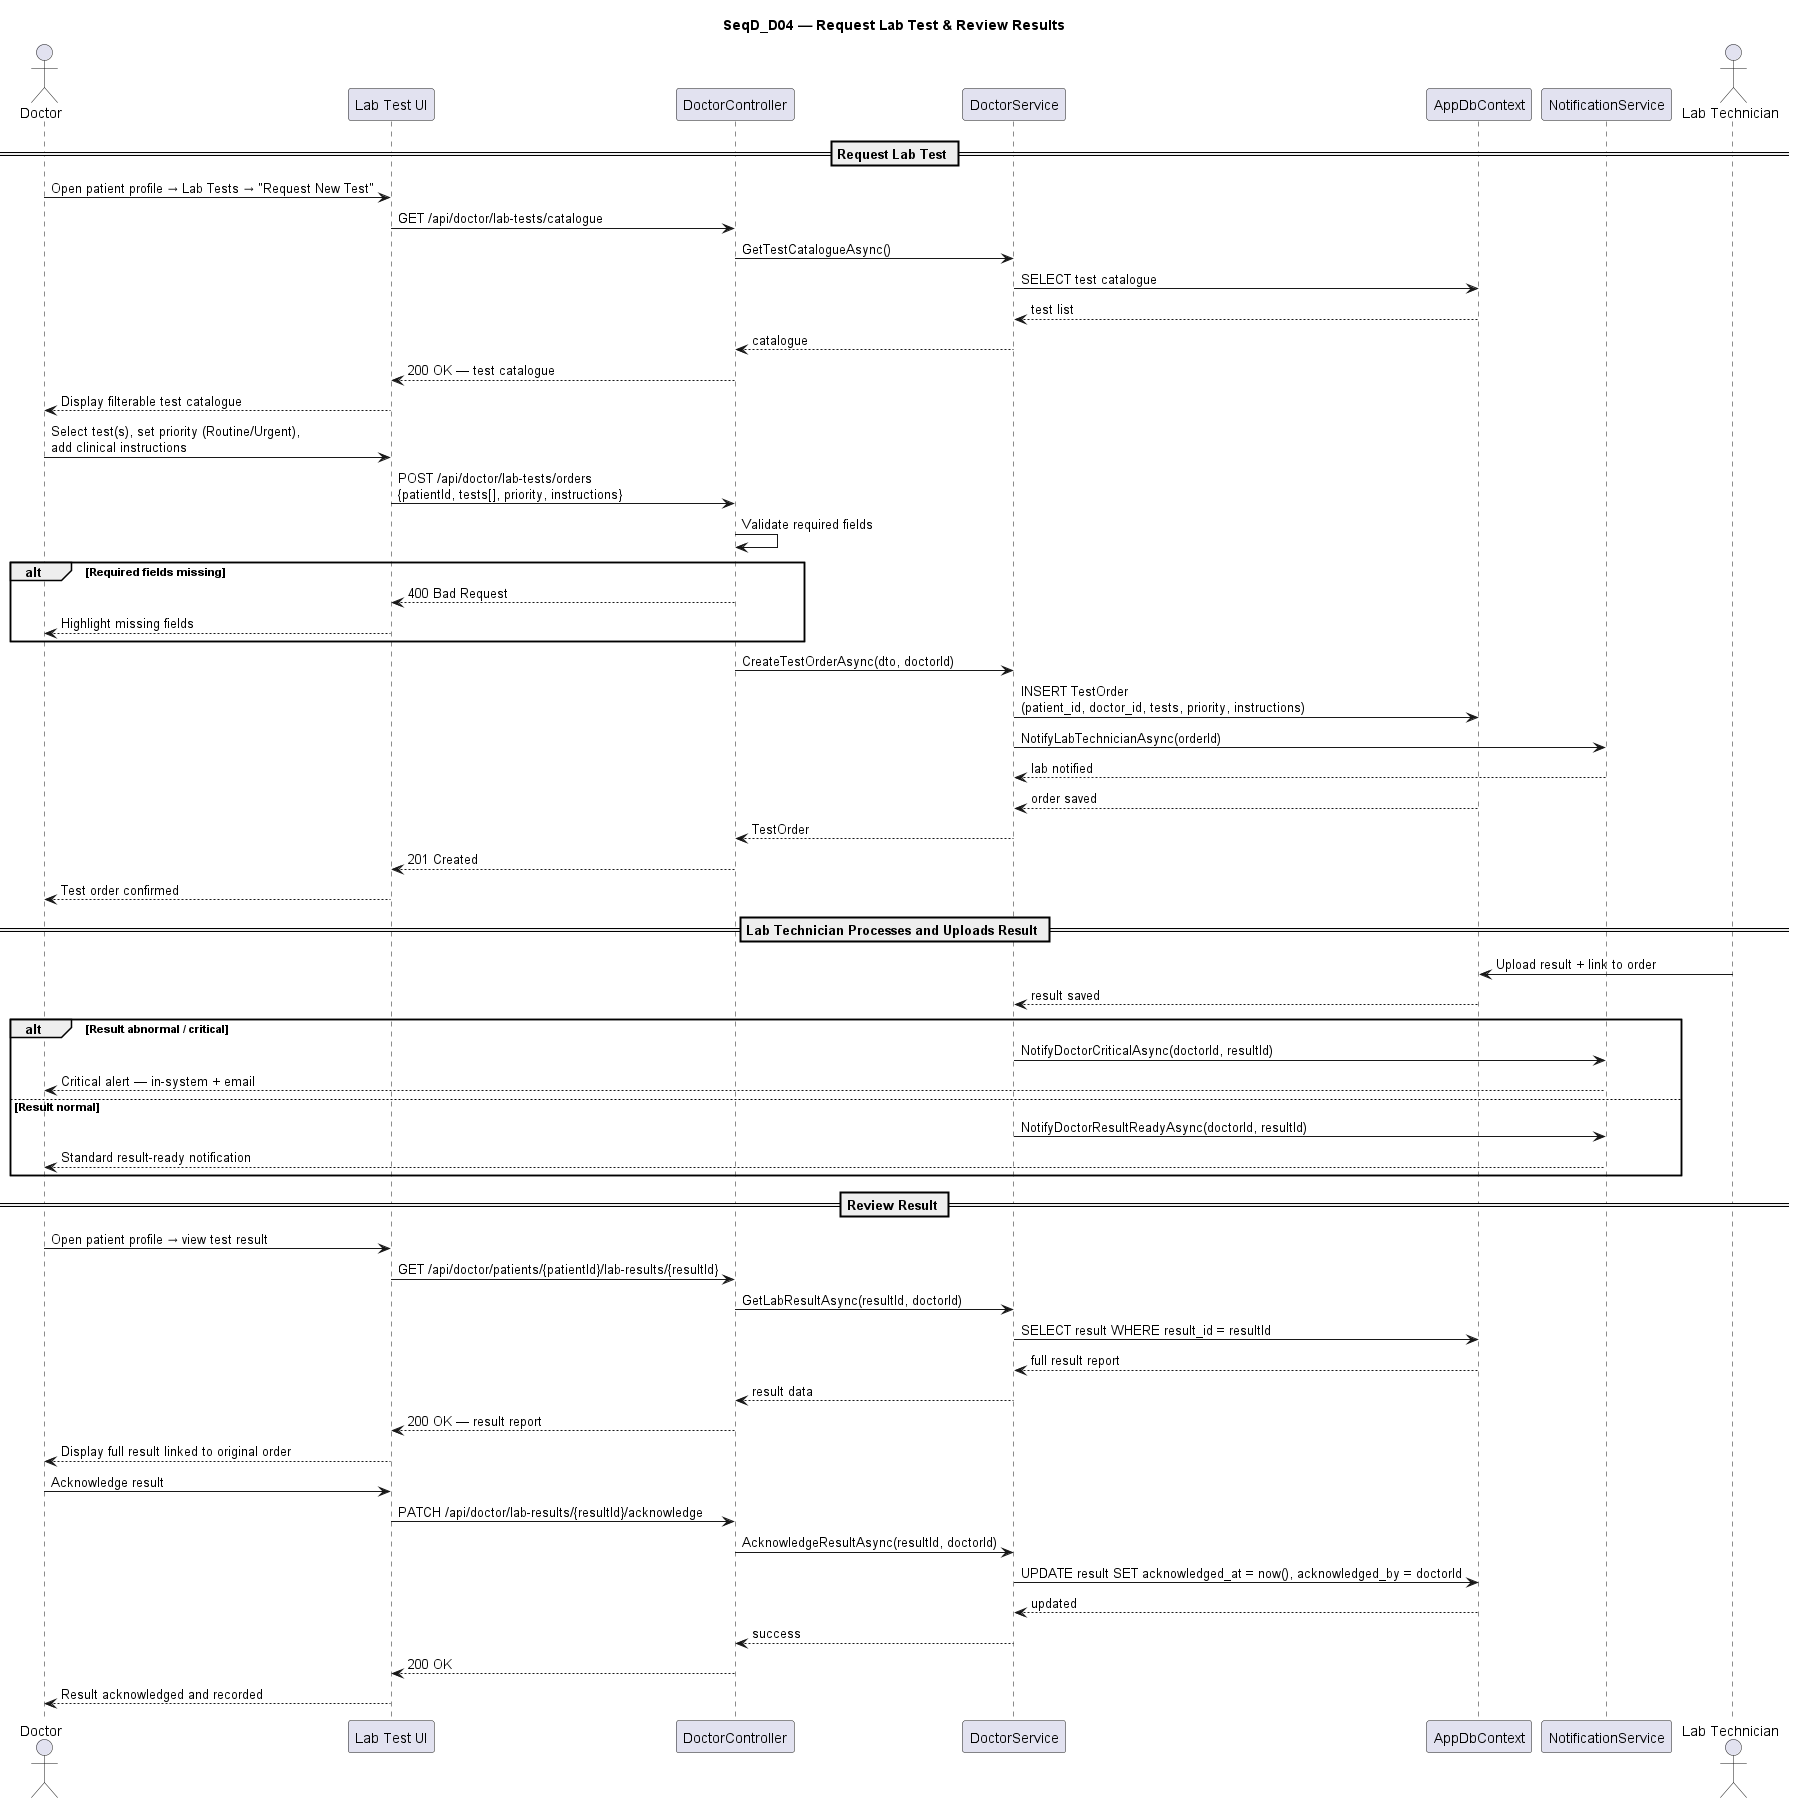 SeqD_D04 — Request Lab Test & Review Results
Doctor
Lab Test UI
DoctorController
DoctorService
AppDbContext
NotificationService
Lab Technician
Request Lab Test
Open patient profile → Lab Tests → "Request New Test"
GET /api/doctor/lab-tests/catalogue
GetTestCatalogueAsync()
SELECT test catalogue
test list
catalogue
200 OK — test catalogue
Display filterable test catalogue
Select test(s), set priority (Routine/Urgent),
add clinical instructions
POST /api/doctor/lab-tests/orders
{patientId, tests[], priority, instructions}
Validate required fields
alt
[Required fields missing]
400 Bad Request
Highlight missing fields
CreateTestOrderAsync(dto, doctorId)
INSERT TestOrder
(patient_id, doctor_id, tests, priority, instructions)
NotifyLabTechnicianAsync(orderId)
lab notified
order saved
TestOrder
201 Created
Test order confirmed
Lab Technician Processes and Uploads Result
Upload result + link to order
result saved
alt
[Result abnormal / critical]
NotifyDoctorCriticalAsync(doctorId, resultId)
Critical alert — in-system + email
[Result normal]
NotifyDoctorResultReadyAsync(doctorId, resultId)
Standard result-ready notification
Review Result
Open patient profile → view test result
GET /api/doctor/patients/{patientId}/lab-results/{resultId}
GetLabResultAsync(resultId, doctorId)
SELECT result WHERE result_id = resultId
full result report
result data
200 OK — result report
Display full result linked to original order
Acknowledge result
PATCH /api/doctor/lab-results/{resultId}/acknowledge
AcknowledgeResultAsync(resultId, doctorId)
UPDATE result SET acknowledged_at = now(), acknowledged_by = doctorId
updated
success
200 OK
Result acknowledged and recorded
Doctor
Lab Test UI
DoctorController
DoctorService
AppDbContext
NotificationService
Lab Technician